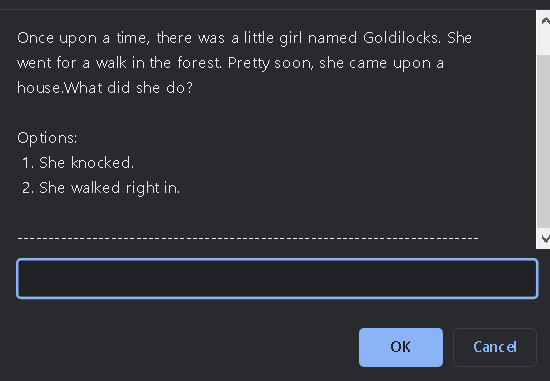 Once upon a time, there was a little girl named Goldilocks. She
went for a walk in the forest. Pretty soon, she came upon a
house.What did she do?
Options:
1. She knocked.
2. She walked right in.
---------------------------------------------------------------------------
OK Cancel